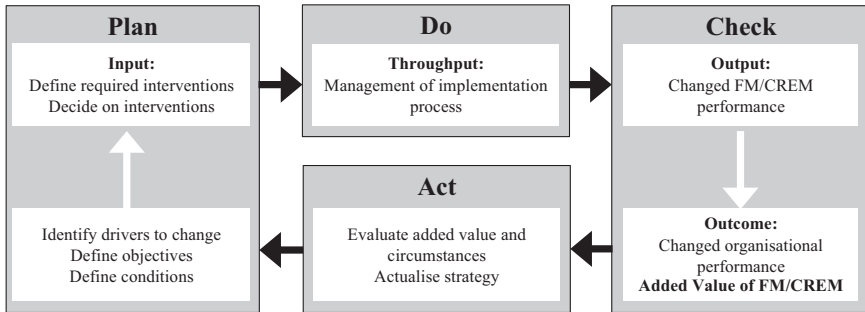 Plan
Input:
Define required interventions
Decide on interventions
Identify drivers to change
Define objectives
Define conditions
Do
Throughput:
Management of implementation
process
Check
Output:
Changed FM/CREM
performance
Outcome:
Changed organisational
performance
Added Value of FM/CREM
Act
Evaluate added value and
circumstances
Actualise strategy